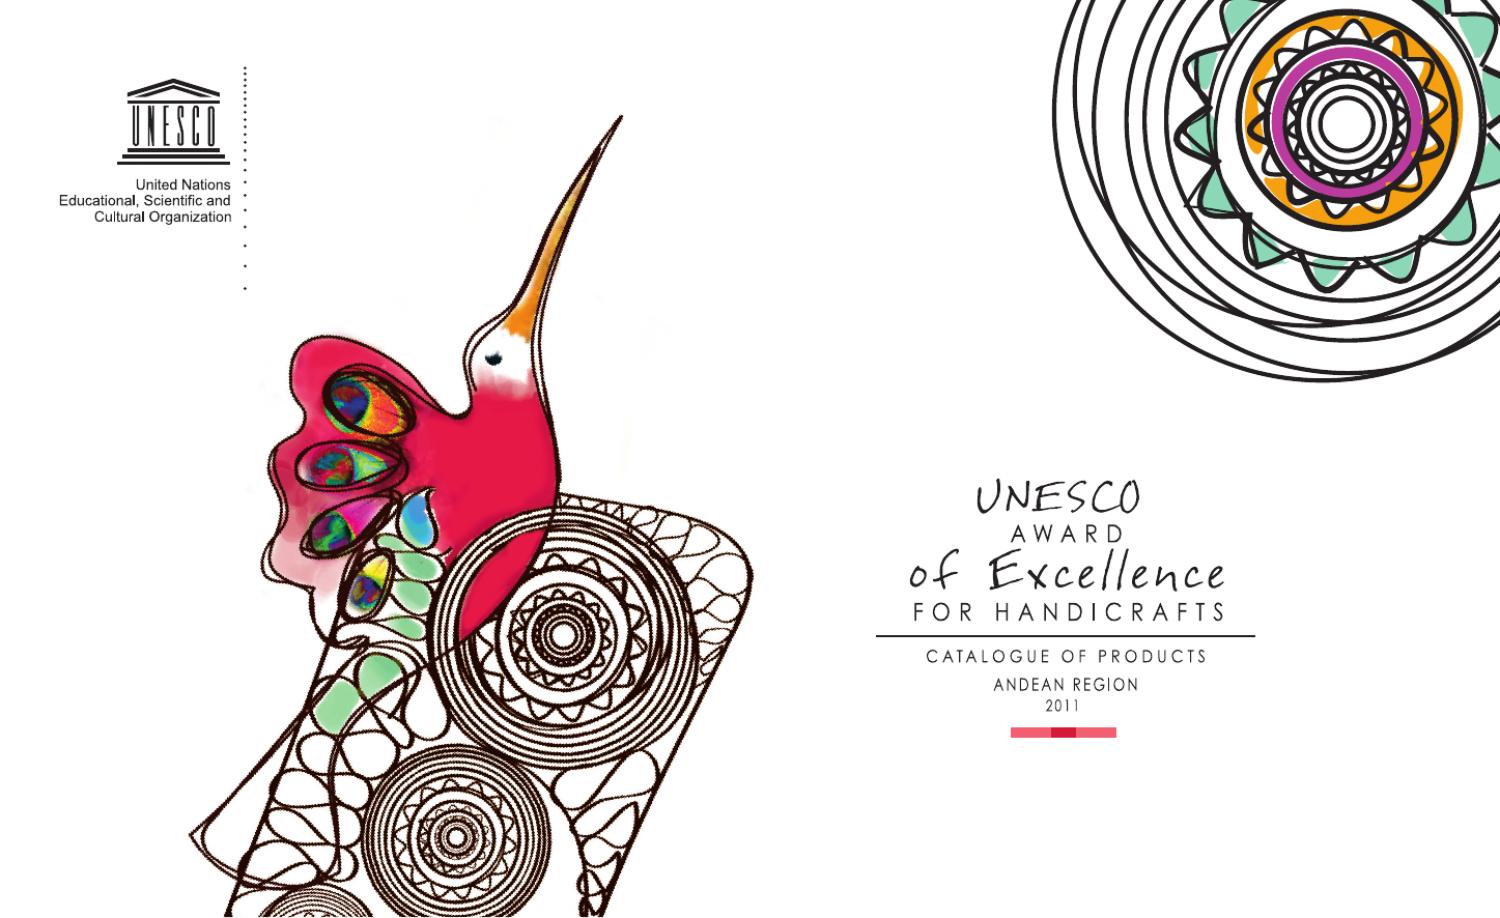 UNESCO
United Nations
Educational, Scientific and
Cultural Organization
UNESCO
AWARD
of Excellence
FOR HANDICRAFTS
CATALOGUE OF PRODUCTS
ANDEAN REGION
2011